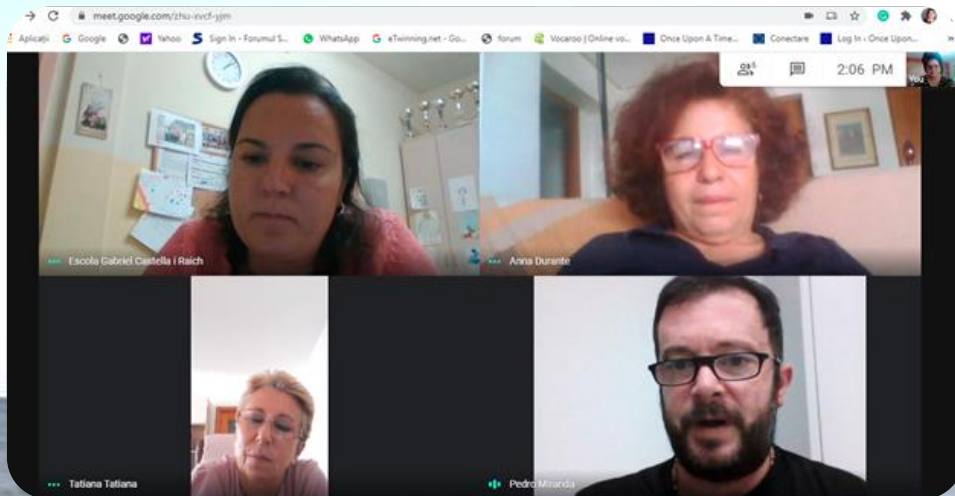 meet.google.com/zhu-xvcf-yjm
Aplicații Google Yahoo Sign In - Forumul S... WhatsApp eTwinning.net - Go... forum Vocaroo | Online vo... Once Upon A Time... Conectare Log In ‹ Once Upon...
6 2:06 PM
You
Escola Gabriel Castella i Raich
Anna Durante
Tatiana Tatiana
Pedro Miranda